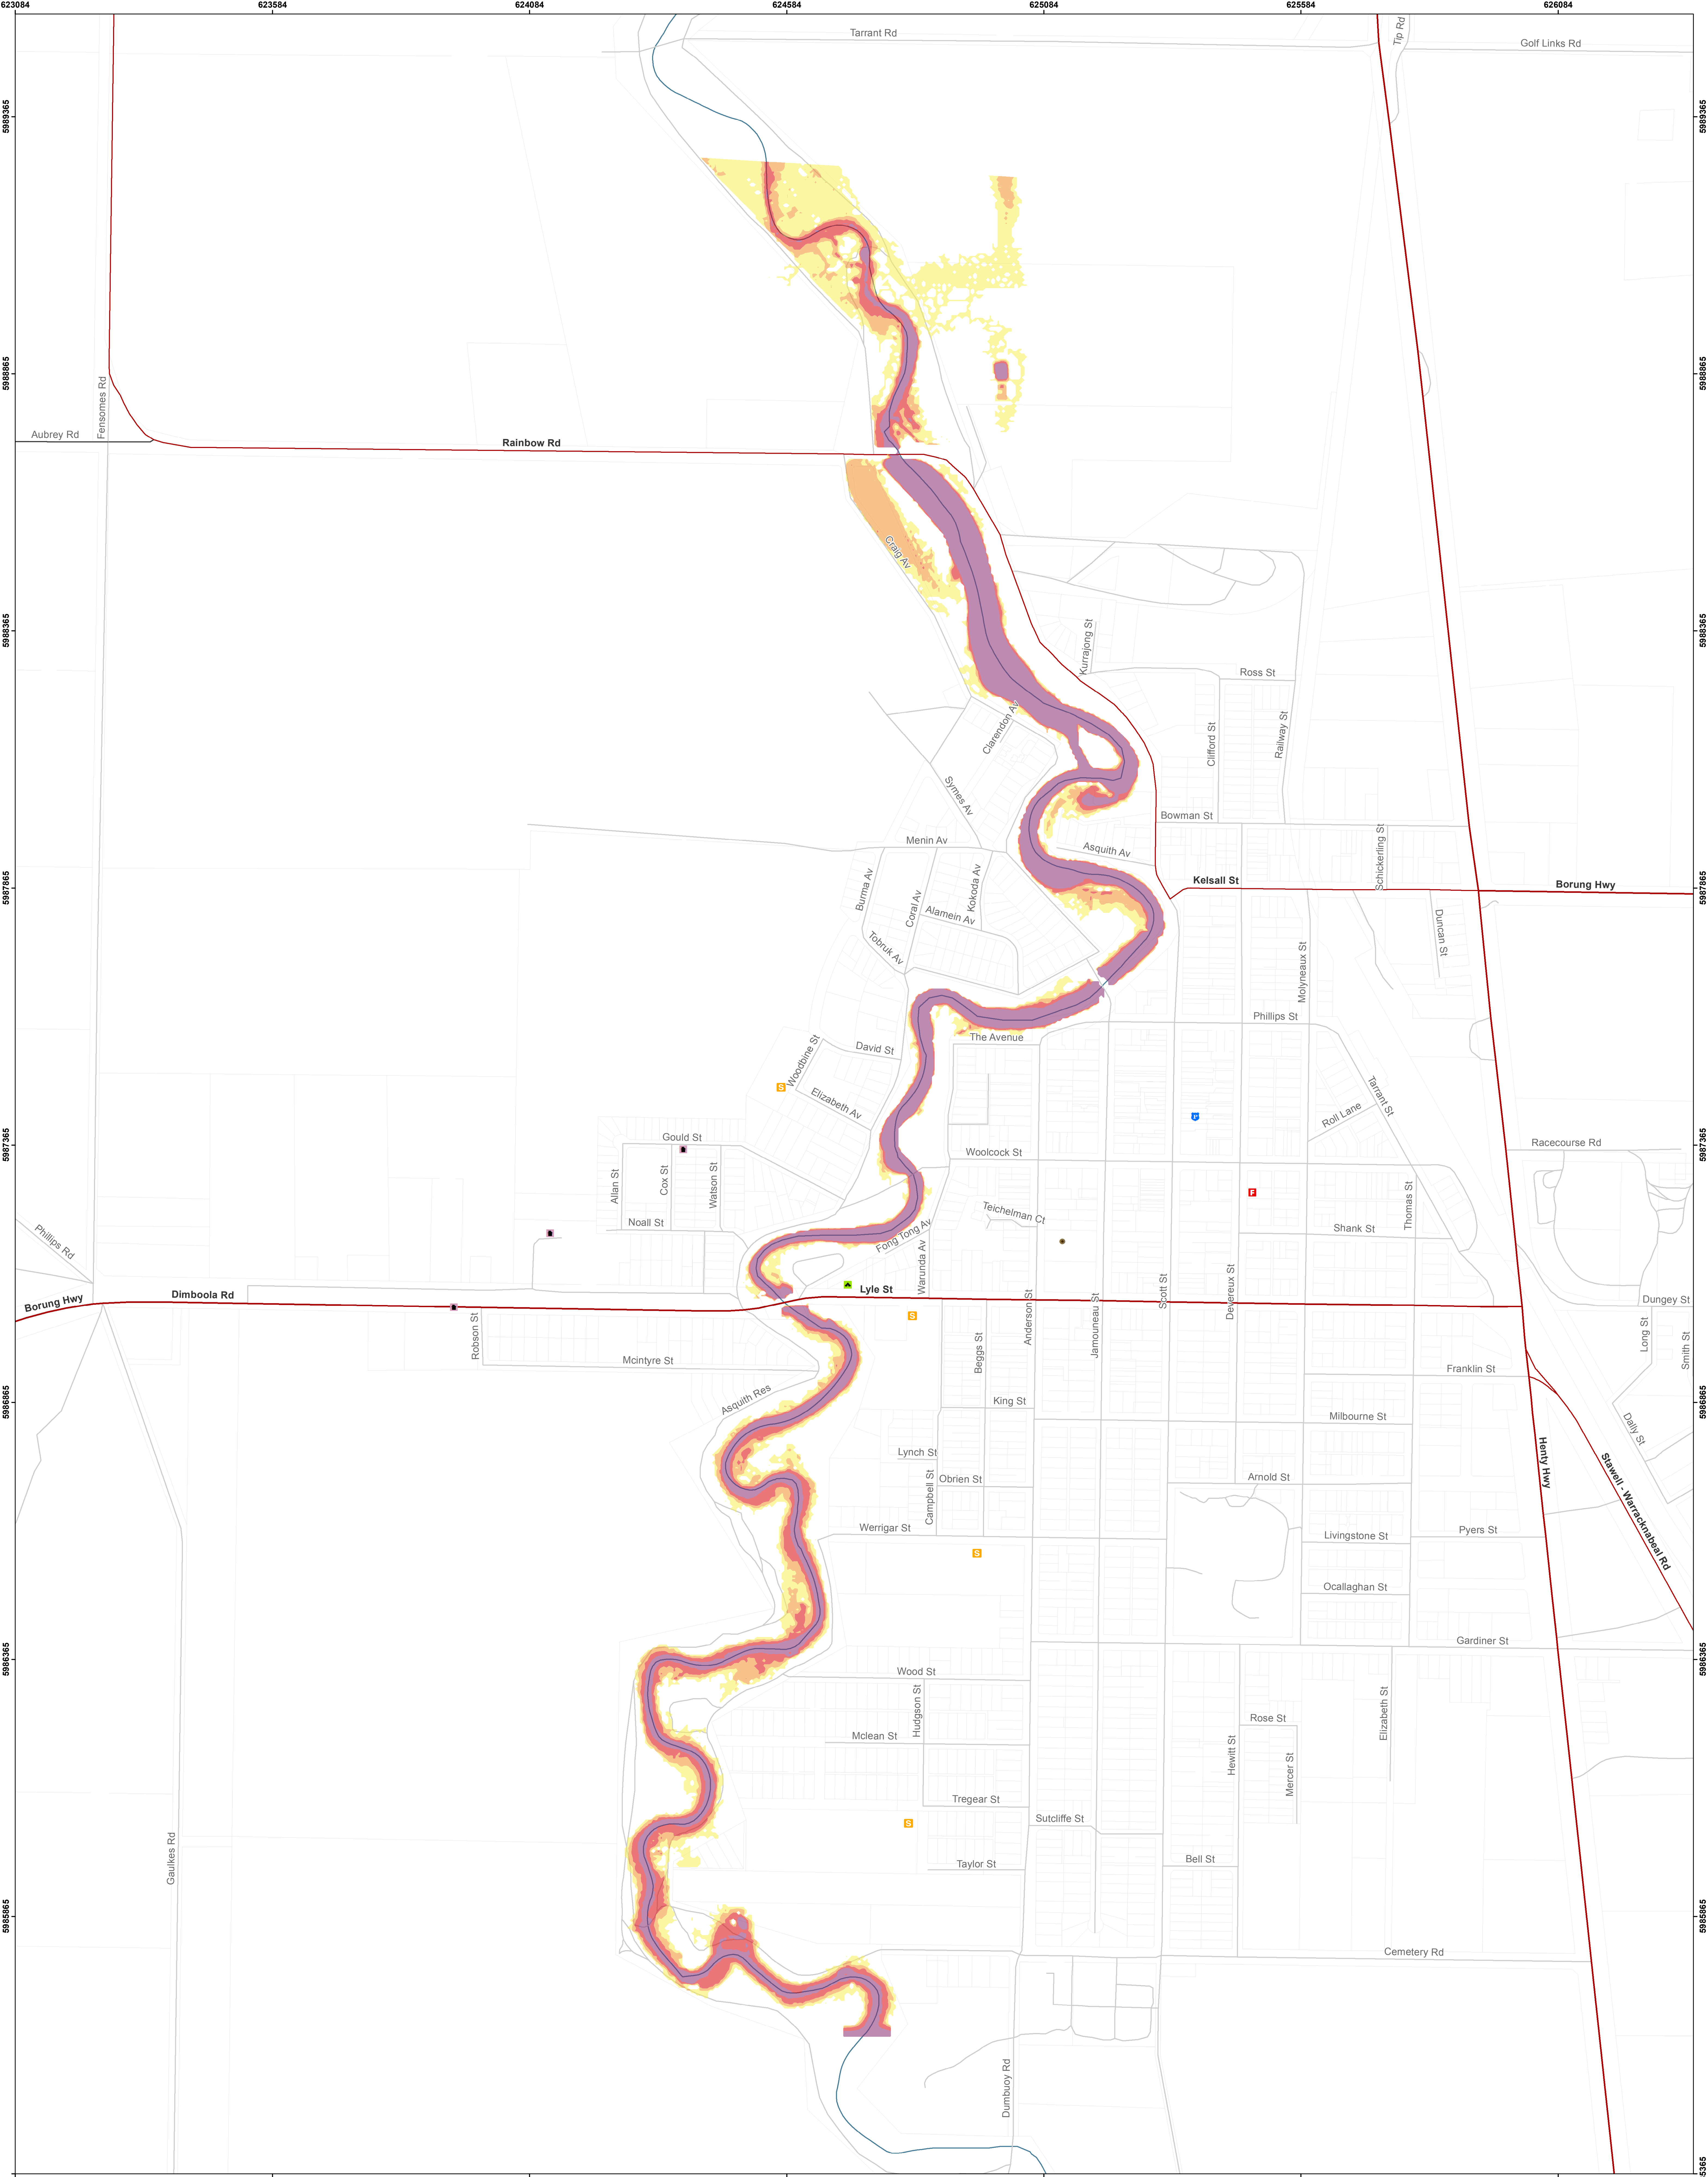 623084
623584
624084
624584
625084
625584
626084
Tarrant Rd
Tip Rd
Golf Links Rd
5989365
5989365
5988865
5988865
Fensomes Rd
Aubrey Rd
Rainbow Rd
Craig Av
5988365
5988365
Kurrajong St
Ross St
Clarendon Av
Clifford St
Railway St
Symes Av
Bowman St
Menin Av
Asquith Av
Schickerling St
Kelsall St
Borung Hwy
5987865
5987865
Burma Av
Coral Av
Kokoda Av
Alamein Av
Duncan St
Tobruk Av
Molyneaux St
Phillips St
The Avenue
David St
Woodbine St
S
Elizabeth Av
Tarrant St
Roll Lane
Gould St
5987365
5987365
Racecourse Rd
Woolcock St
Allan St
Cox St
Watson St
F
Thomas St
Teichelman Ct
Noall St
Shank St
Fong Tong Av
Phillips Rd
Warunda Av
Scott St
Devereux St
Lyle St
Dimboola Rd
Borung Hwy
Dungey St
S
Robson St
Anderson St
Jamouneau St
Long St
Smith St
Beggs St
Mcintyre St
Franklin St
Asquith Res
5986865
5986865
King St
Milbourne St
Dally St
Lynch St
Henty Hwy
Obrien St
Arnold St
Campbell St
Stawell - Warracknabeal Rd
Werrigar St
Livingstone St
Pyers St
S
Ocallaghan St
Gardiner St
5986365
5986365
Wood St
Hudgson St
Elizabeth St
Rose St
Mclean St
Hewitt St
Mercer St
Tregear St
S
Sutcliffe St
Gaulkes Rd
Taylor St
Bell St
5985865
5985865
Cemetery Rd
Dumbuoy Rd
5365